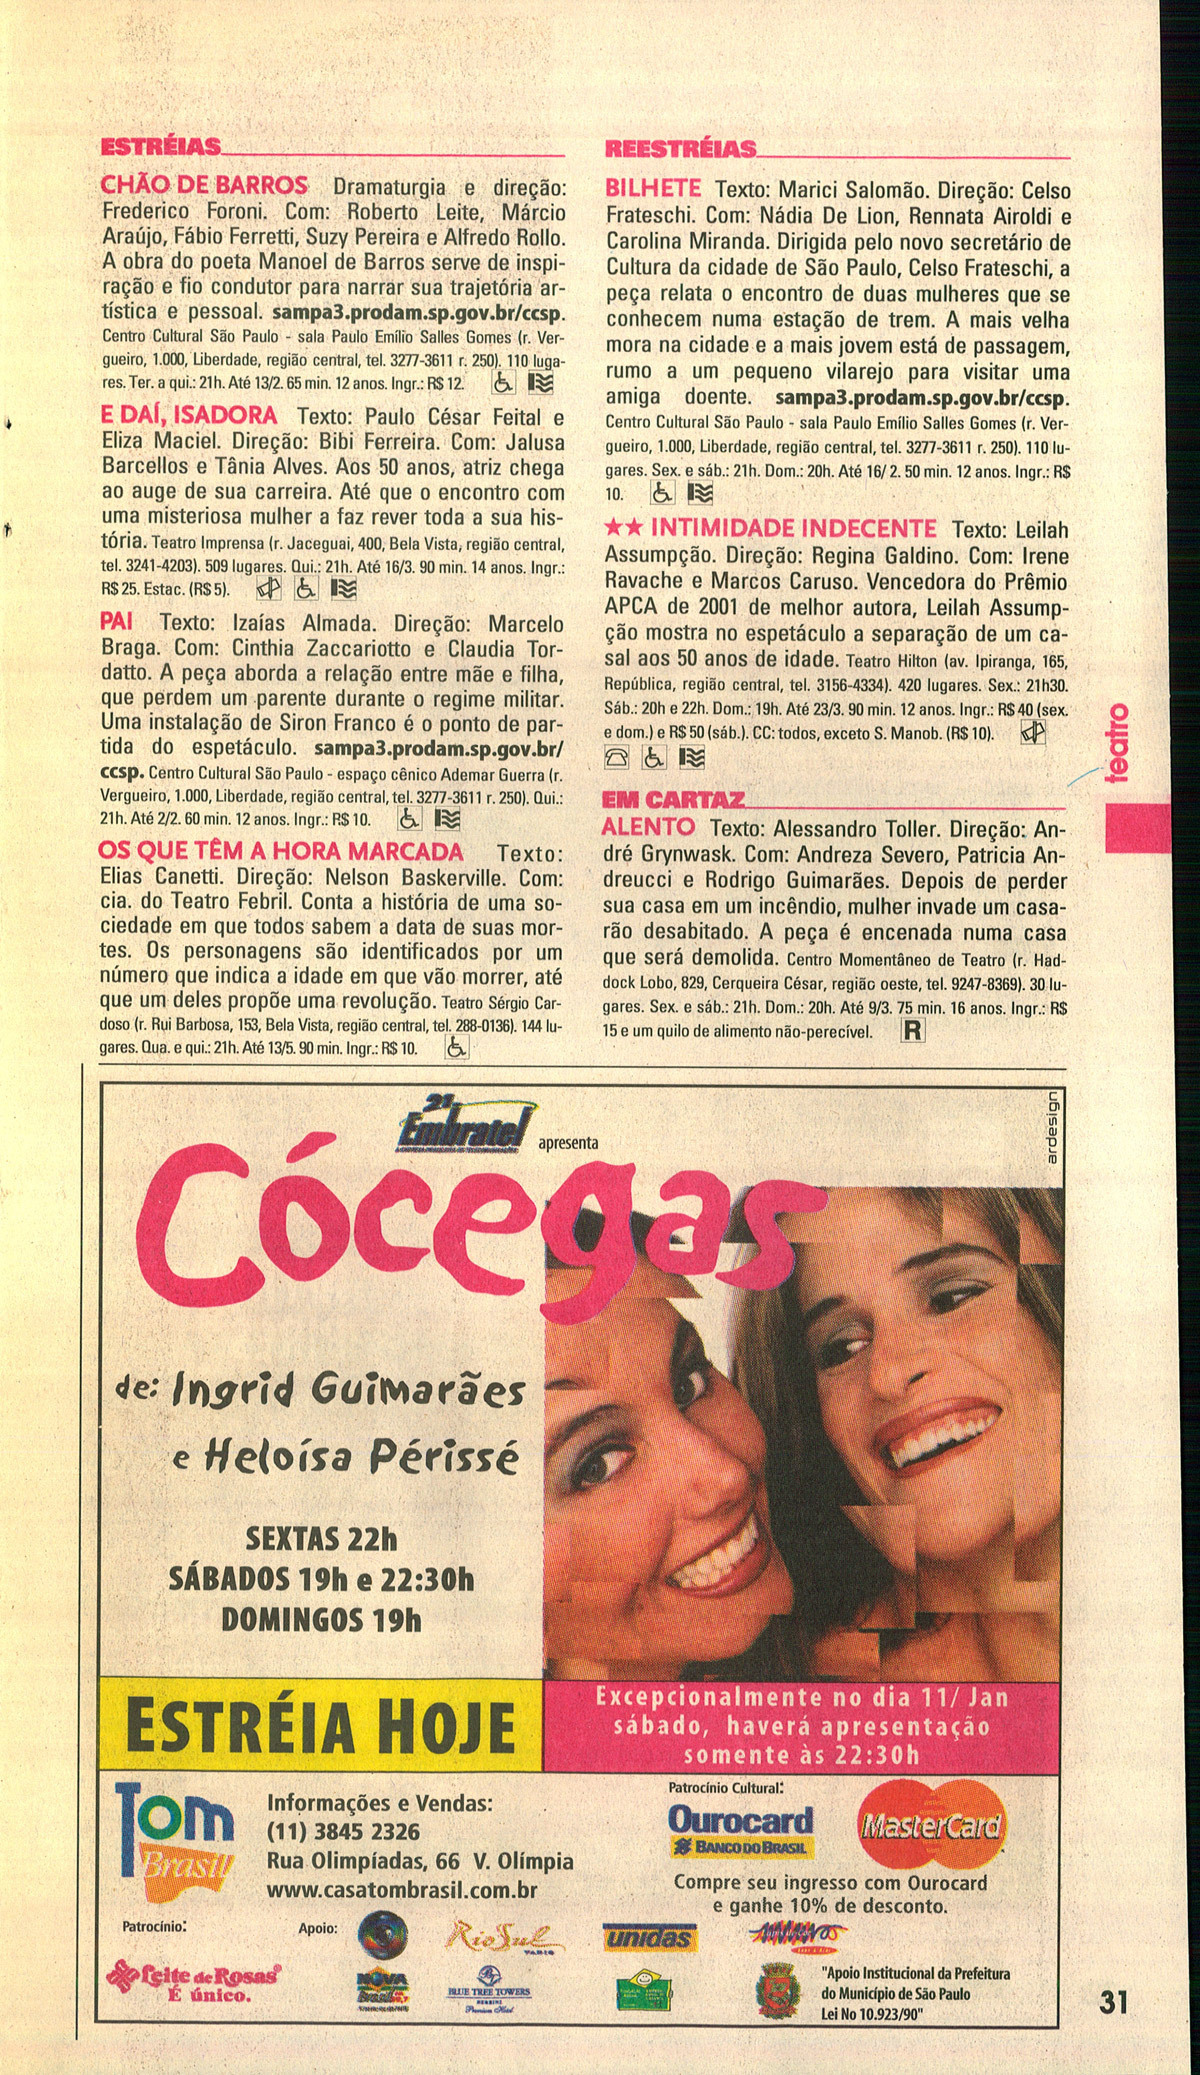 ESTRÉIAS
CHÃO DE BARROS Dramaturgia e direção:
Frederico Foroni. Com: Roberto Leite, Márcio
Araújo, Fábio Ferretti, Suzy Pereira e Alfredo Rollo.
A obra do poeta Manoel de Barros serve de inspi-
ração e fio condutor para narrar sua trajetória ar-
tística e pessoal. sampa3.prodam.sp.gov.br/ccsp.
Centro Cultural São Paulo - sala Paulo Emílio Salles Gomes (r. Ver-
gueiro, 1.000, Liberdade, região central, tel. 3277-3611 r. 250). 110 luga-
res. Ter. a qui.: 21h. Até 13/2. 65 min. 12 anos. Ingr.: R$ 12.
E DAÍ, ISADORA Texto: Paulo César Feital e
Eliza Maciel. Direção: Bibi Ferreira. Com: Jalusa
Barcellos e Tânia Alves. Aos 50 anos, atriz chega
ao auge de sua carreira. Até que o encontro com
uma misteriosa mulher a faz rever toda a sua his-
tória. Teatro Imprensa (r. Jaceguai, 400, Bela Vista, região central,
tel. 3241-4203). 509 lugares. Qui.: 21h. Até 16/3. 90 min. 14 anos. Ingr.:
R$ 25. Estac. (R$ 5).
PAI Texto: Izaías Almada. Direção: Marcelo
Braga. Com: Cinthia Zaccariotto e Claudia Tor-
datto. A peça aborda a relação entre mãe e filha,
que perdem um parente durante o regime militar.
Uma instalação de Siron Franco é o ponto de par-
tida do espetáculo. sampa3.prodam.sp.gov.br/
ccsp. Centro Cultural São Paulo - espaço cênico Ademar Guerra (r.
Vergueiro, 1.000, Liberdade, região central, tel. 3277-3611 r. 250). Qui.:
21h. Até 2/2. 60 min. 12 anos. Ingr.: R$ 10.
OS QUE TÊM A HORA MARCADA Texto:
Elias Canetti. Direção: Nelson Baskerville. Com:
cia. do Teatro Febril. Conta a história de uma so-
ciedade em que todos sabem a data de suas mor-
tes. Os personagens são identificados por um
número que indica a idade em que vão morrer, até
que um deles propõe uma revolução. Teatro Sérgio Car-
doso (r. Rui Barbosa, 153, Bela Vista, região central, tel. 288-0136). 144 lu-
gares. Qua. e qui.: 21h. Até 13/5. 90 min. Ingr.: R$ 10.
REESTRÉIAS
BILHETE Texto: Marici Salomão. Direção: Celso
Frateschi. Com: Nádia De Lion, Rennata Airoldi e
Carolina Miranda. Dirigida pelo novo secretário de
Cultura da cidade de São Paulo, Celso Frateschi, a
peça relata o encontro de duas mulheres que se
conhecem numa estação de trem. A mais velha
mora na cidade e a mais jovem está de passagem,
rumo a um pequeno vilarejo para visitar uma
amiga doente. sampa3.prodam.sp.gov.br/ccsp.
Centro Cultural São Paulo - sala Paulo Emílio Salles Gomes (r. Ver-
gueiro, 1.000, Liberdade, região central, tel. 3277-3611 r. 250). 110 lu-
gares. Sex. e sáb.: 21h. Dom.: 20h. Até 16/ 2. 50 min. 12 anos. Ingr.: R$
10.
★★ INTIMIDADE INDECENTE Texto: Leilah
Assumpção. Direção: Regina Galdino. Com: Irene
Ravache e Marcos Caruso. Vencedora do Prêmio
APCA de 2001 de melhor autora, Leilah Assump-
ção mostra no espetáculo a separação de um ca-
sal aos 50 anos de idade. Teatro Hilton (av. Ipiranga, 165,
República, região central, tel. 3156-4334). 420 lugares. Sex.: 21h30.
Sáb.: 20h e 22h. Dom.: 19h. Até 23/3. 90 min. 12 anos. Ingr.: R$ 40 (sex.
e dom.) e R$ 50 (sáb.). CC: todos, exceto S. Manob. (R$ 10).
EM CARTAZ
ALENTO Texto: Alessandro Toller. Direção: An-
dré Grynwask. Com: Andreza Severo, Patricia An-
dreucci e Rodrigo Guimarães. Depois de perder
sua casa em um incêndio, mulher invade um casa-
rão desabitado. A peça é encenada numa casa
que será demolida. Centro Momentâneo de Teatro (r. Had-
dock Lobo, 829, Cerqueira César, região oeste, tel. 9247-8369). 30 lu-
gares. Sex. e sáb.: 21h. Dom.: 20h. Até 9/3. 75 min. 16 anos. Ingr.: R$
15 e um quilo de alimento não-perecível. R
teatro
21 Embratel apresenta
ardesign
Cócegas
de: Ingrid Guimarães
e Heloísa Périssé
SEXTAS 22h
SÁBADOS 19h e 22:30h
DOMINGOS 19h
ESTRÉIA HOJE
Excepcionalmente no dia 11/ Jan
sábado, haverá apresentação
somente às 22:30h
Tom
Brasil
Informações e Vendas:
(11) 3845 2326
Rua Olimpíadas, 66 V. Olímpia
www.casatombrasil.com.br
Patrocínio Cultural:
Ourocard
BANCO DO BRASIL
MasterCard
Compre seu ingresso com Ourocard
e ganhe 10% de desconto.
Patrocínio:
Leite de Rosas
É único.
Apoio:
Rio Sul
unidas
NOVA
Brasil
BLUE TREE TOWERS
Premium Hotel
"Apoio Institucional da Prefeitura
do Município de São Paulo
Lei No 10.923/90"
31